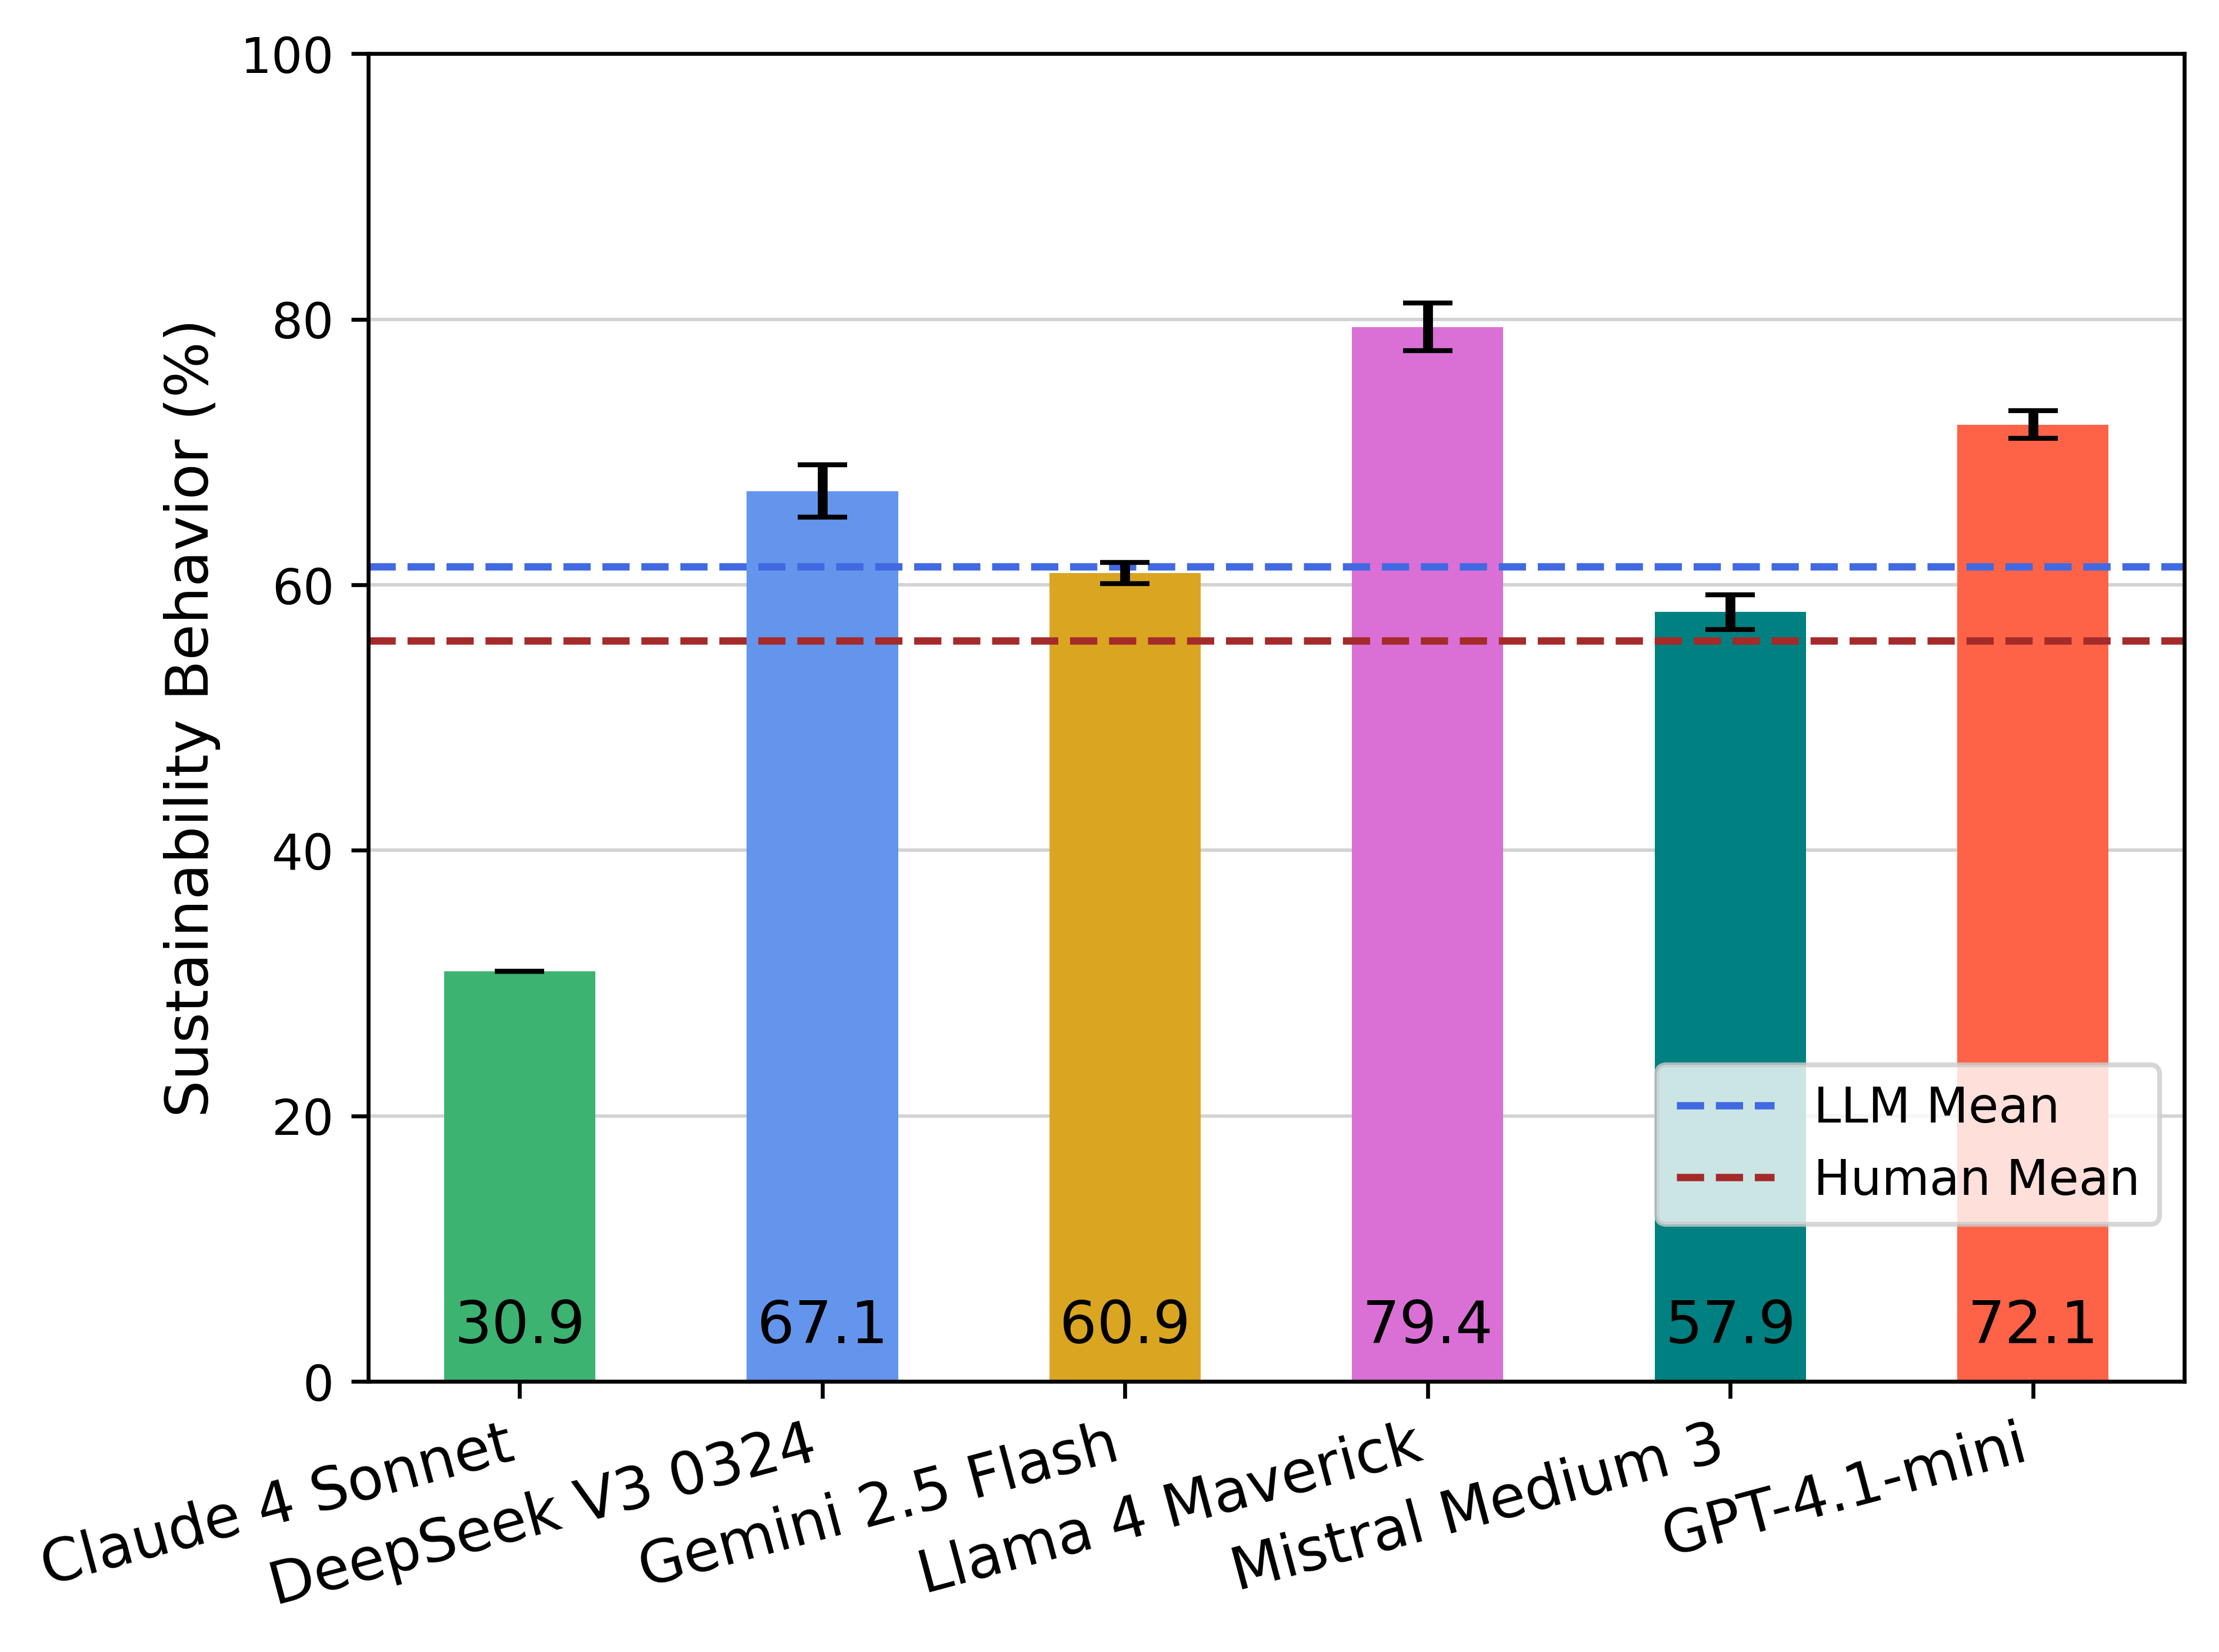 Sustainability Behavior (%)
100
80
60
40
20
0
30.9
67.1
60.9
79.4
57.9
72.1
LLM Mean
Human Mean
Claude 4 Sonnet
DeepSeek V3 0324
Gemini 2.5 Flash
Llama 4 Maverick
Mistral Medium 3
GPT-4.1-mini